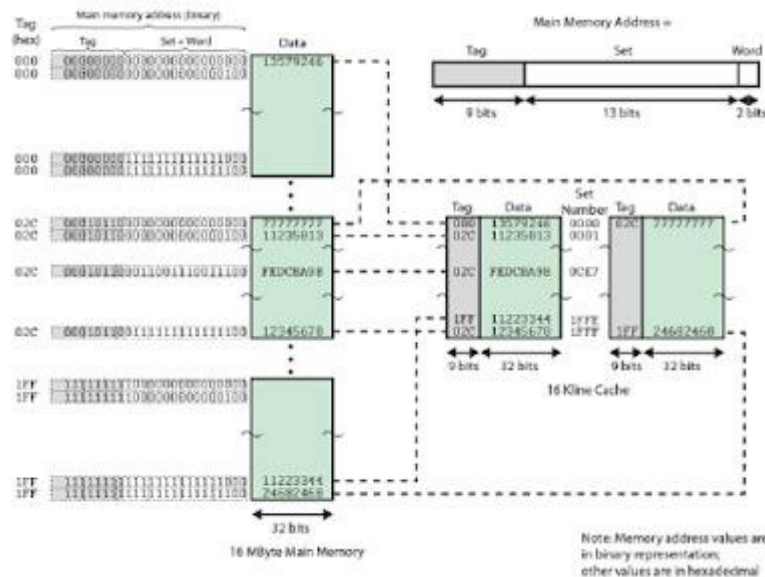 Main memory address (binary)
Tag
(hex)
Tag
Set + Word
Data
Main Memory Address =
Tag
Set
Word
9 bits
13 bits
2 bits
000
13579246
000
000
000
02C
77777777
02C
11235813
02C
FEDCBA98
02C
12345678
1FF
1FF
1FF
11223344
1FF
24682468
32 bits
16 MByte Main Memory
Tag
Data
Set
Number
Tag
Data
000 13579246 0000 02C 77777777
02C 11235813 0001
02C FEDCBA98 0CE7
1FF 11223344 1FFE
02C 12345678 1FFF 1FF 24682468
9 bits
32 bits
9 bits
32 bits
16 Kline Cache
Note: Memory address values are
in binary representation;
other values are in hexadecimal